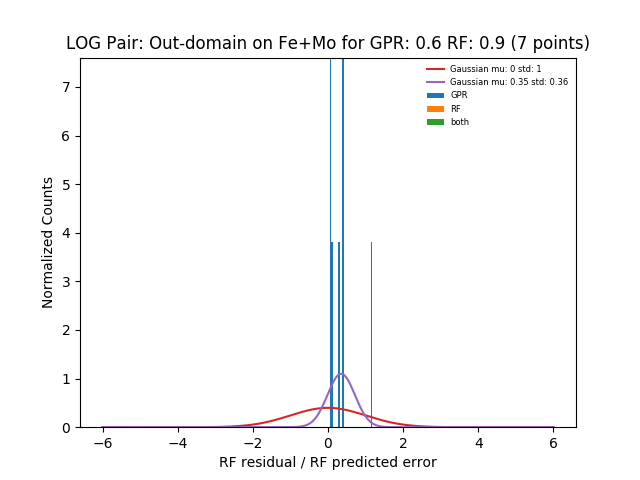 LOG Pair: Out-domain on Fe+Mo for GPR: 0.6 RF: 0.9 (7 points)
Gaussian mu: 0 std: 1
Gaussian mu: 0.35 std: 0.36
GPR
RF
both
Normalized Counts
7
6
5
4
3
2
1
0
−6 −4 −2 0 2 4 6
RF residual / RF predicted error